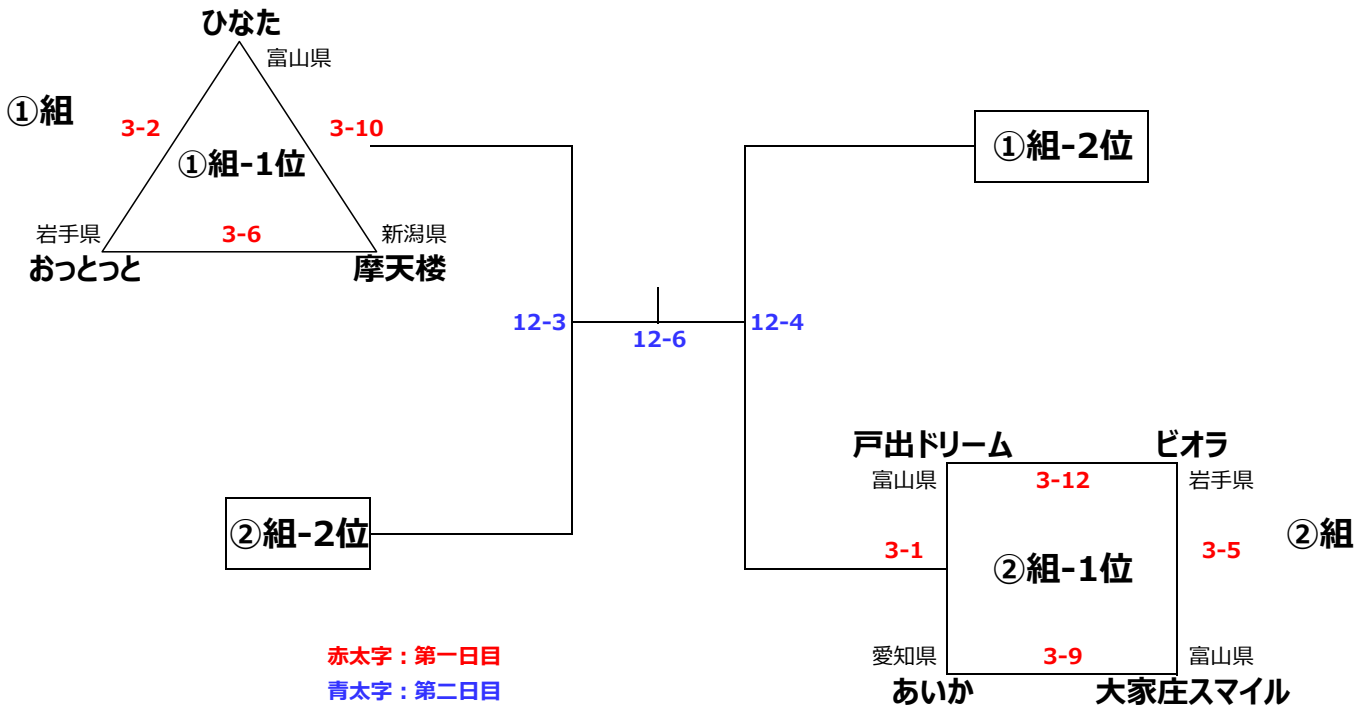 ひなた
富山県
①組
3-2
3-10
①組-1位
①組-2位
岩手県
3-6
新潟県
おっとっと
摩天楼
12-3
12-6
12-4
戸出ドリーム
ビオラ
富山県
3-12
岩手県
②組-2位
②組
3-1
②組-1位
3-5
愛知県
3-9
富山県
あいか
大家庄スマイル
赤太字：第一日目
青太字：第二日目